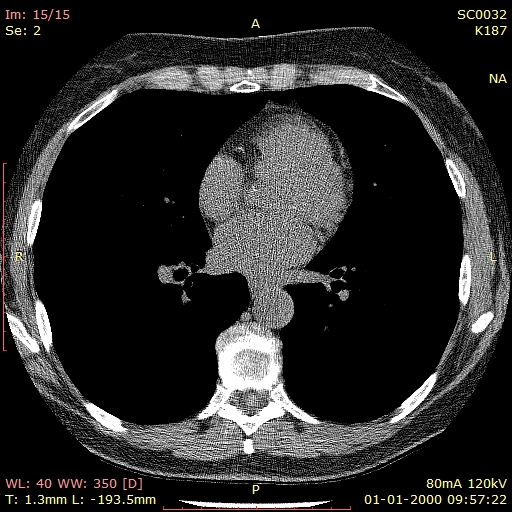 Im: 15/15
Se: 2
A
SC0032
K187
NA
R
L
WL: 40 WW: 350 [D]
T: 1.3mm L: -193.5mm
P
80mA 120kV
01-01-2000 09:57:22